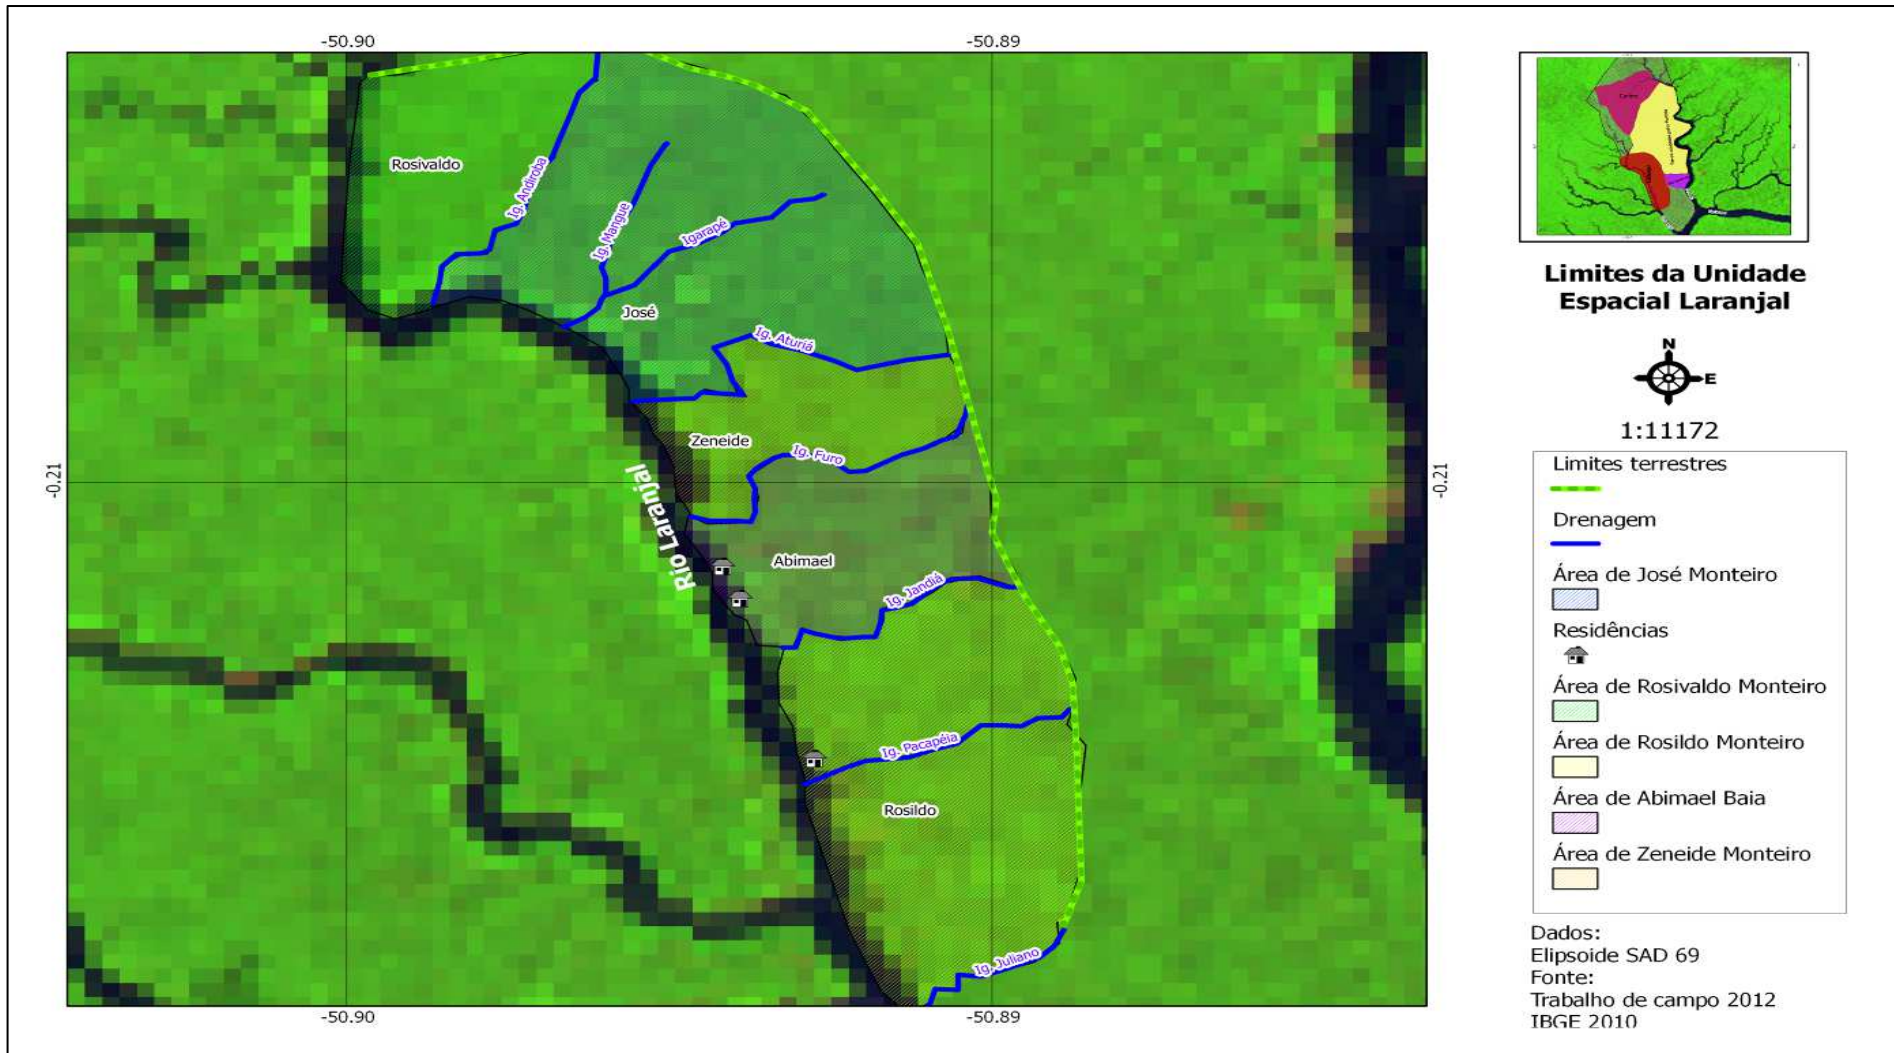 -50.90
-50.89
Rosivaldo
Ig. Andiroba
Ig. Mangue
Igarapé
José
Ig. Aturiá
Zeneide
Ig. Furo
-0.21
-0.21
Rio Laranjal
Abimael
Ig. Jandiá
Ig. Pacapéia
Rosildo
Ig. Juliano
-50.90
-50.89
Limites da Unidade
Espacial Laranjal
N
E
1:11172
Limites terrestres
Drenagem
Área de José Monteiro
Residências
Área de Rosivaldo Monteiro
Área de Rosildo Monteiro
Área de Abimael Baia
Área de Zeneide Monteiro
Dados:
Elipsoide SAD 69
Fonte:
Trabalho de campo 2012
IBGE 2010